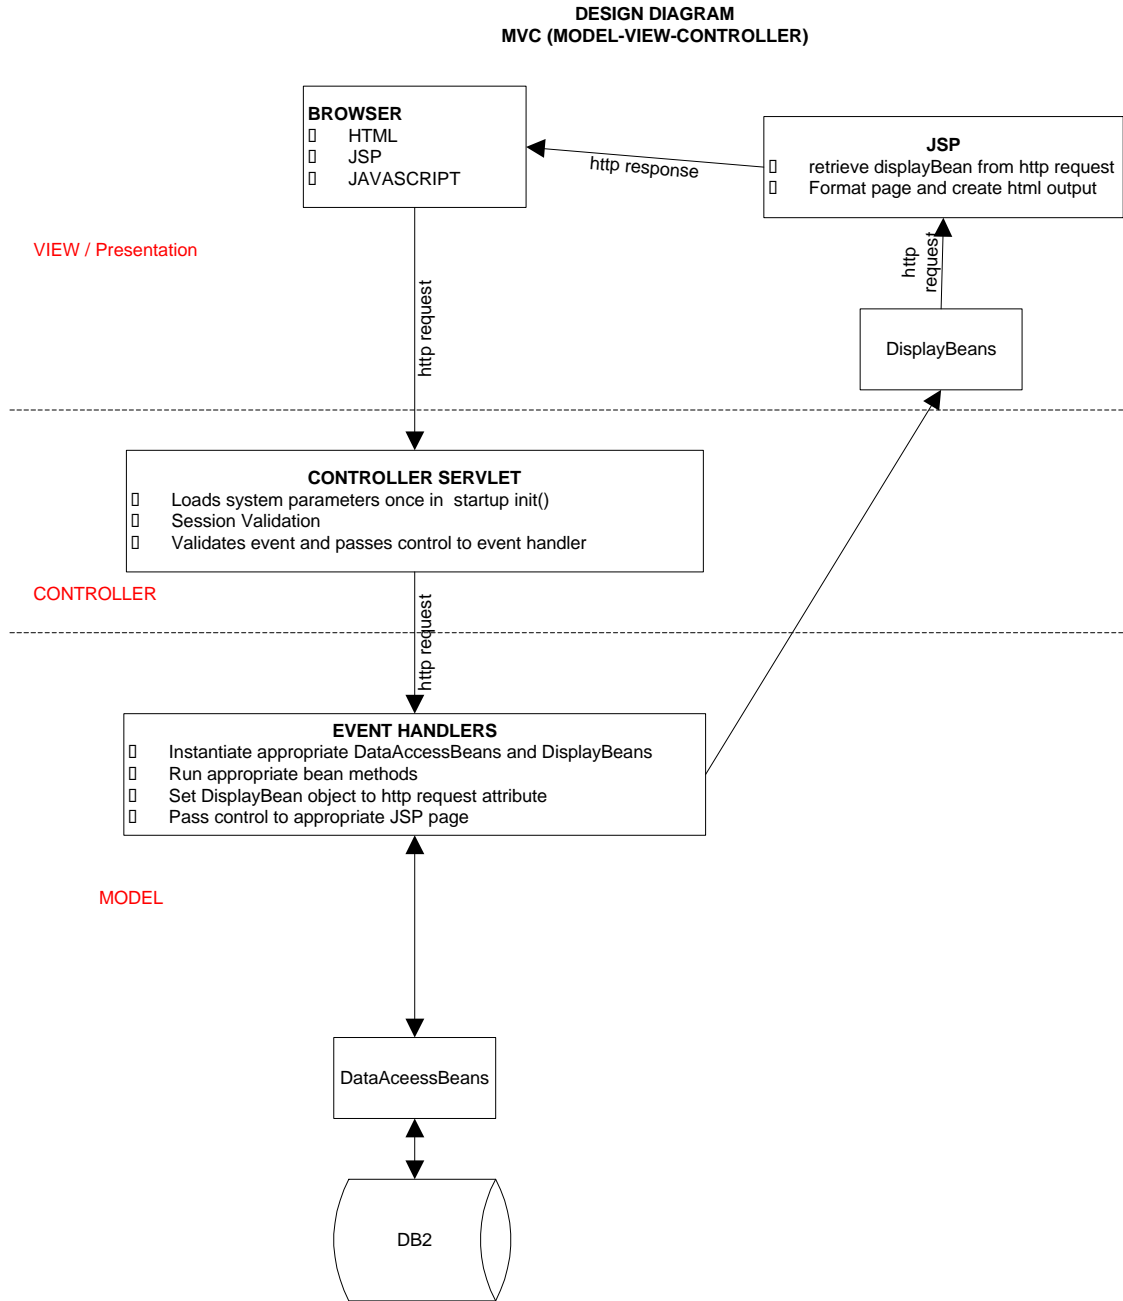 DESIGN DIAGRAM
MVC (MODEL-VIEW-CONTROLLER)
BROWSER
HTML
JSP
JAVASCRIPT
http response
JSP
retrieve displayBean from http request
Format page and create html output
VIEW / Presentation
http request
http
request
DisplayBeans
CONTROLLER SERVLET
Loads system parameters once in startup init()
Session Validation
Validates event and passes control to event handler
CONTROLLER
http request
EVENT HANDLERS
Instantiate appropriate DataAccessBeans and DisplayBeans
Run appropriate bean methods
Set DisplayBean object to http request attribute
Pass control to appropriate JSP page
MODEL
DataAceessBeans
DB2